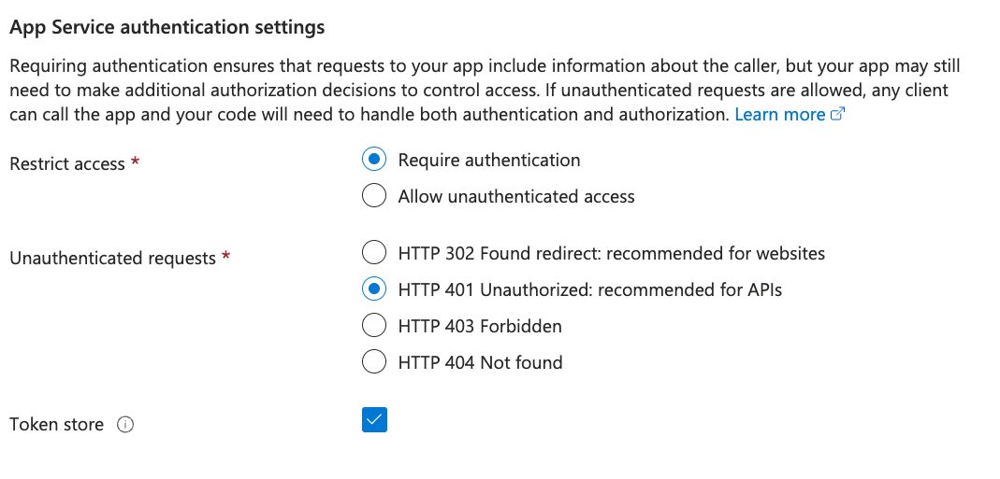 App Service authentication settings
Requiring authentication ensures that requests to your app include information about the caller, but your app may still
need to make additional authorization decisions to control access. If unauthenticated requests are allowed, any client
can call the app and your code will need to handle both authentication and authorization. Learn more
Restrict access *
Require authentication
Allow unauthenticated access
Unauthenticated requests *
HTTP 302 Found redirect: recommended for websites
HTTP 401 Unauthorized: recommended for APIs
HTTP 403 Forbidden
HTTP 404 Not found
Token store